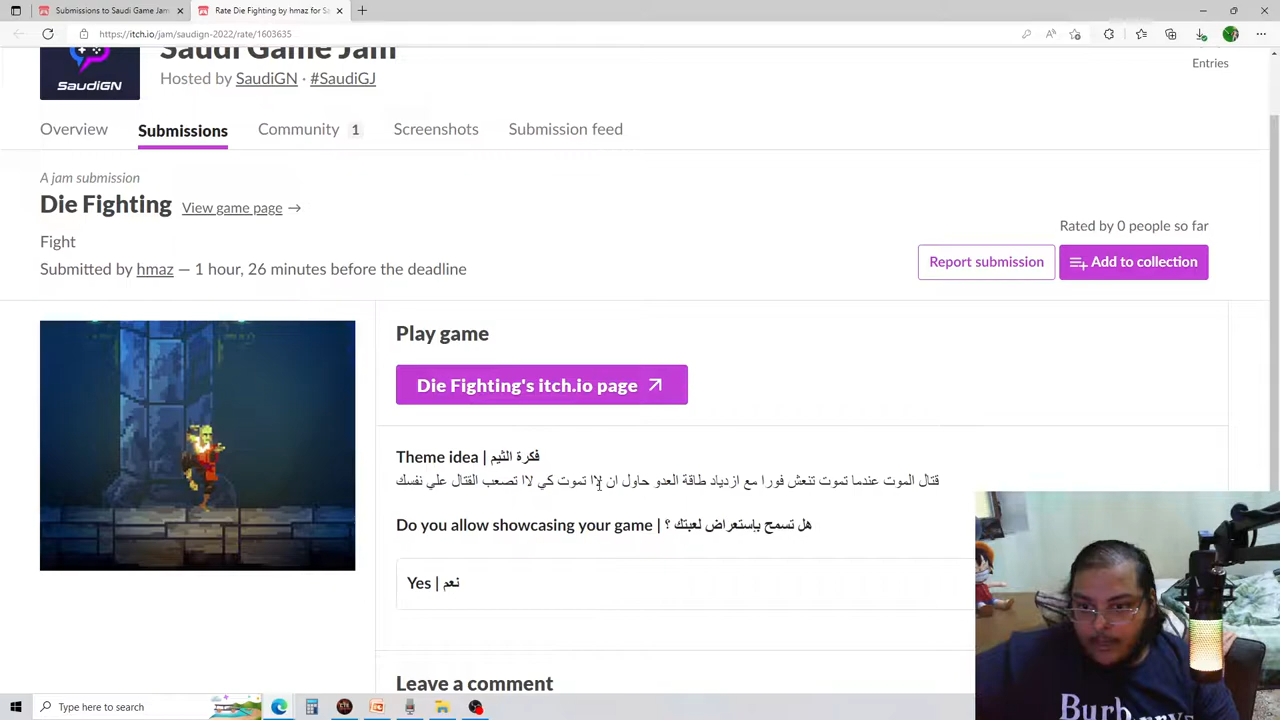 Submissions to Saudi Game Jam
Rate Die Fighting by hmaz for Sa
https://itch.io/jam/saudign-2022/rate/1603635
Saudi Game Jam
SaudiGN
Hosted by SaudiGN · #SaudiGJ
Entries
Overview
Submissions
Community 1
Screenshots
Submission feed
A jam submission
Die Fighting View game page →
Fight
Submitted by hmaz — 1 hour, 26 minutes before the deadline
Rated by 0 people so far
Report submission
Add to collection
Play game
Die Fighting's itch.io page
Theme idea | فكرة الثيم
قتال الموت عندما تموت تنعش فورا مع ازدياد طاقة العدو حاول ان لاا تموت كي لاا تصعب القتال علي نفسك
Do you allow showcasing your game | هل تسمح بإستعراض لعبتك ؟
Yes | نعم
Leave a comment
Type here to search